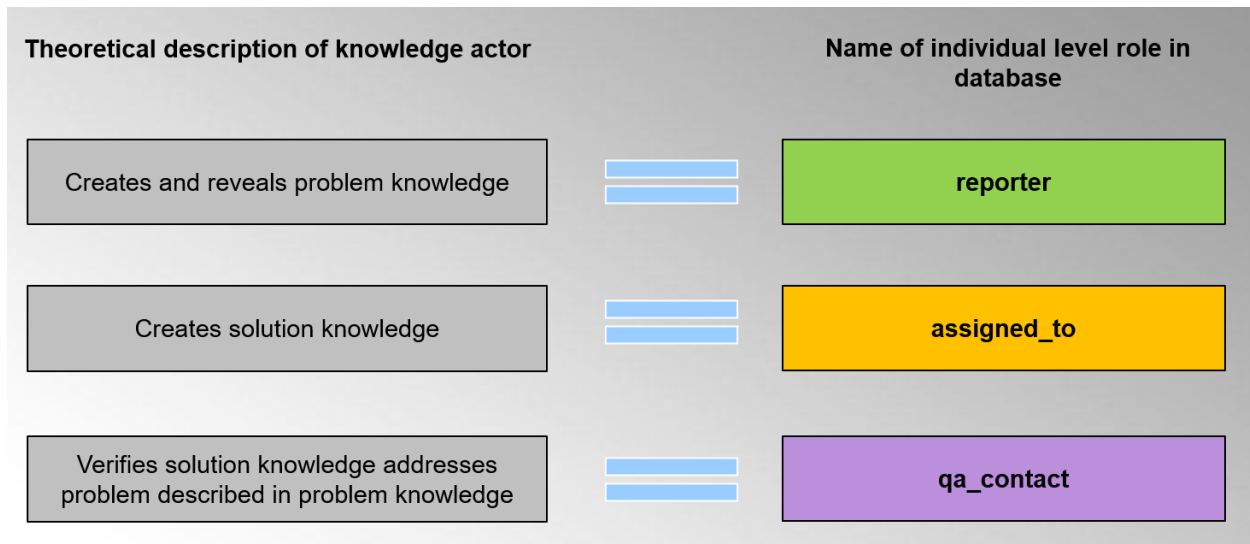 Theoretical description of knowledge actor
Name of individual level role in
database
Creates and reveals problem knowledge
reporter
Creates solution knowledge
assigned_to
Verifies solution knowledge addresses
problem described in problem knowledge
qa_contact